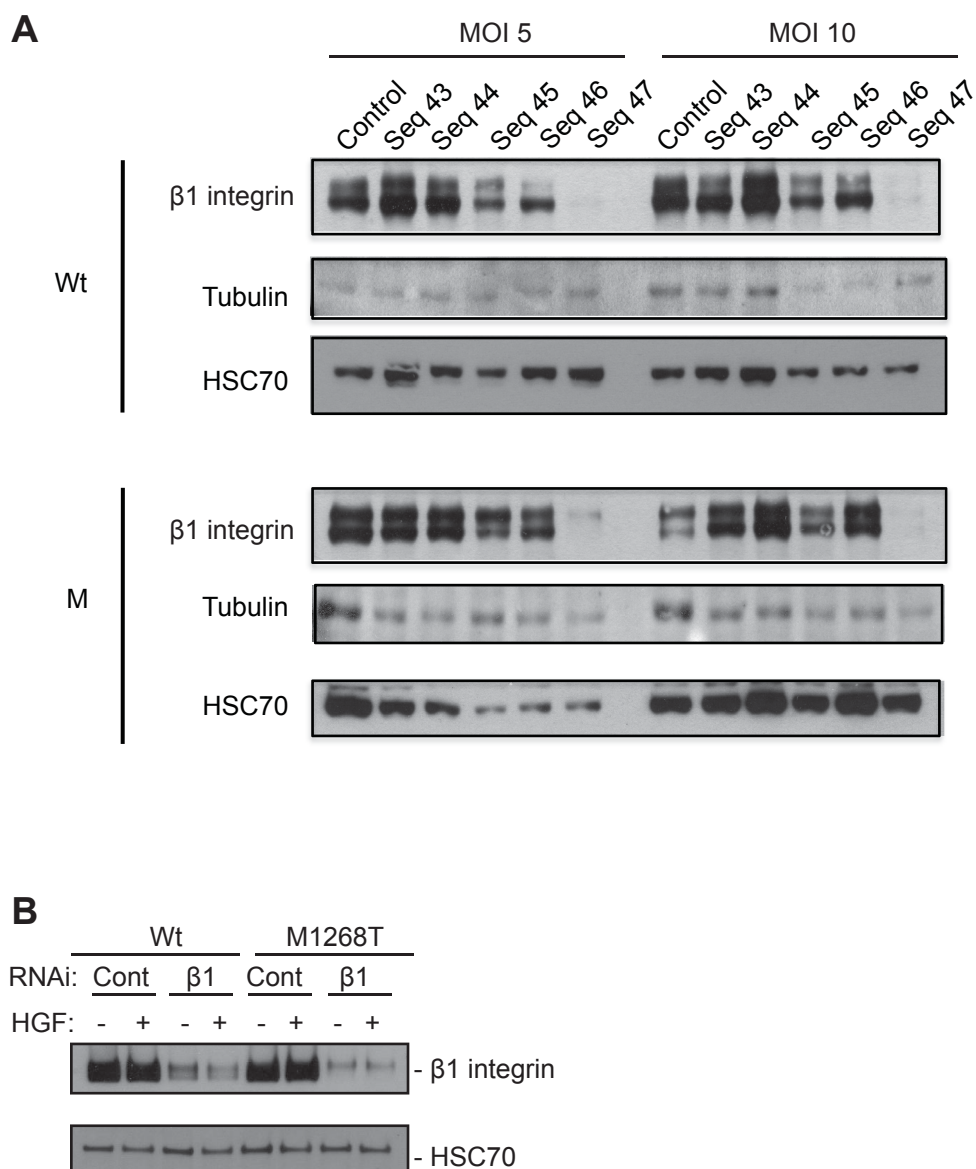 A
MOI 5 MOI 10
Control Seq 43 Seq 44 Seq 45 Seq 46 Seq 47 Control Seq 43 Seq 44 Seq 45 Seq 46 Seq 47
Wt
β1 integrin
Tubulin
HSC70
M
β1 integrin
Tubulin
HSC70
B
Wt M1268T
RNAi: Cont β1 Cont β1
HGF: - + - + - + - +
- β1 integrin
- HSC70